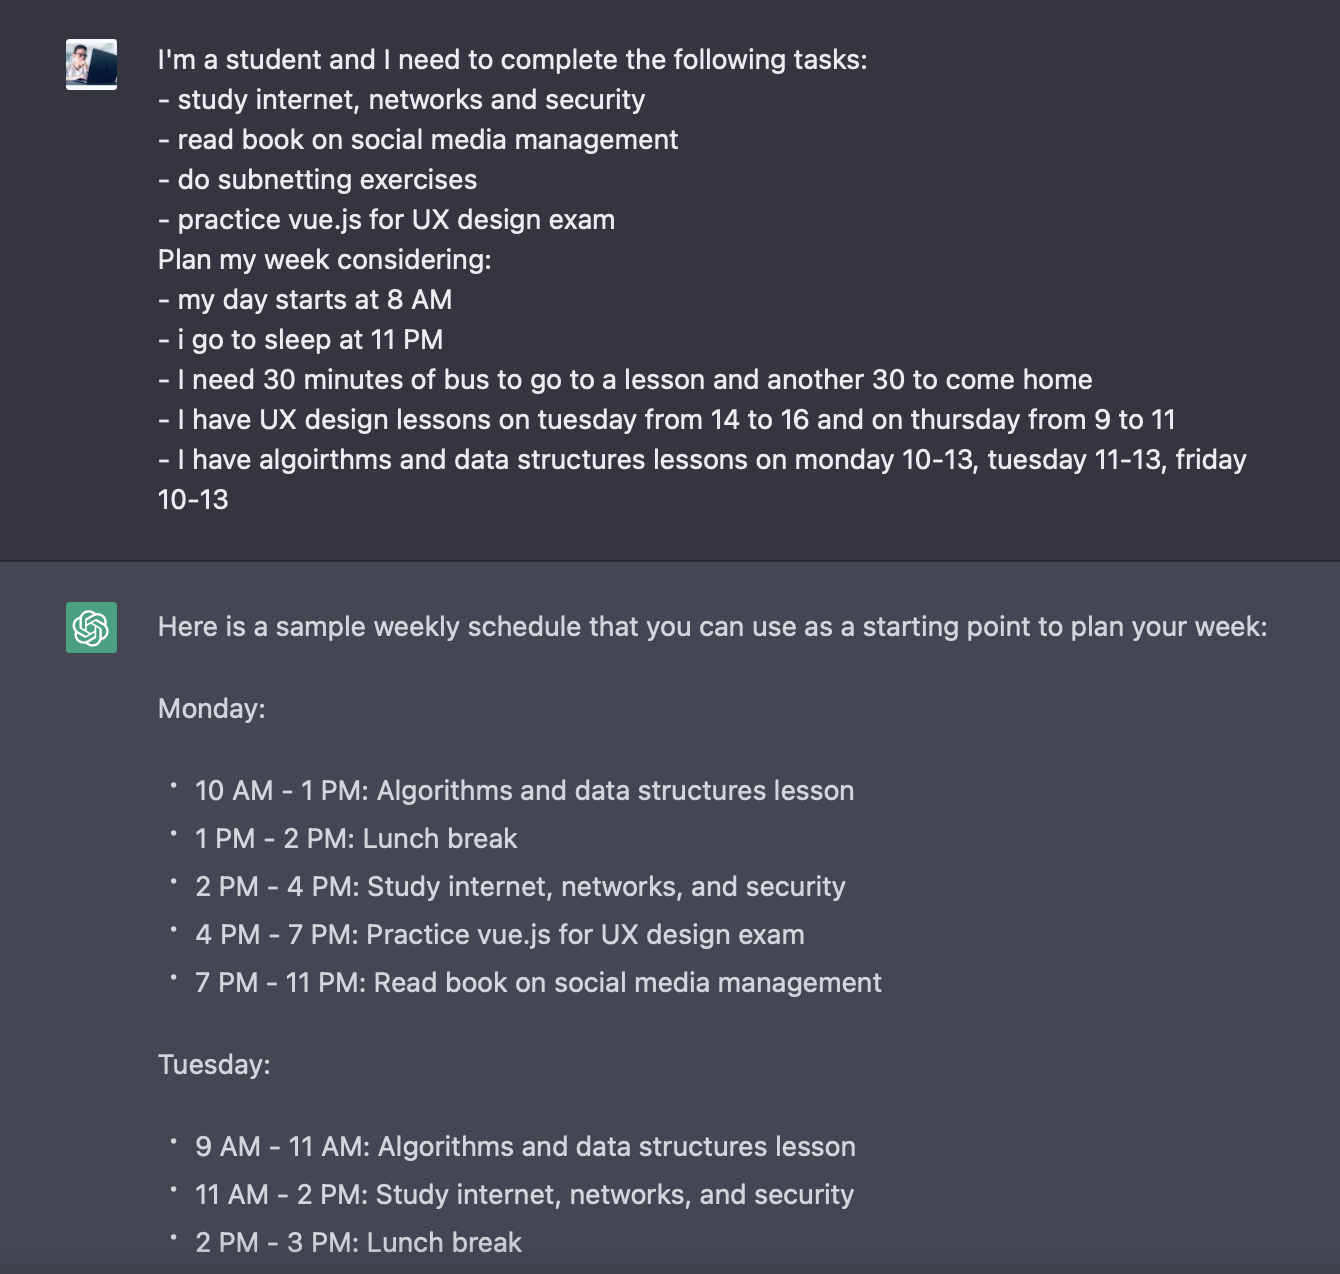 I'm a student and I need to complete the following tasks:
- study internet, networks and security
- read book on social media management
- do subnetting exercises
- practice vue.js for UX design exam
Plan my week considering:
- my day starts at 8 AM
- i go to sleep at 11 PM
- I need 30 minutes of bus to go to a lesson and another 30 to come home
- I have UX design lessons on tuesday from 14 to 16 and on thursday from 9 to 11
- I have algoirthms and data structures lessons on monday 10-13, tuesday 11-13, friday
10-13
Here is a sample weekly schedule that you can use as a starting point to plan your week:
Monday:
• 10 AM - 1 PM: Algorithms and data structures lesson
• 1 PM - 2 PM: Lunch break
• 2 PM - 4 PM: Study internet, networks, and security
• 4 PM - 7 PM: Practice vue.js for UX design exam
• 7 PM - 11 PM: Read book on social media management
Tuesday:
• 9 AM - 11 AM: Algorithms and data structures lesson
• 11 AM - 2 PM: Study internet, networks, and security
• 2 PM - 3 PM: Lunch break